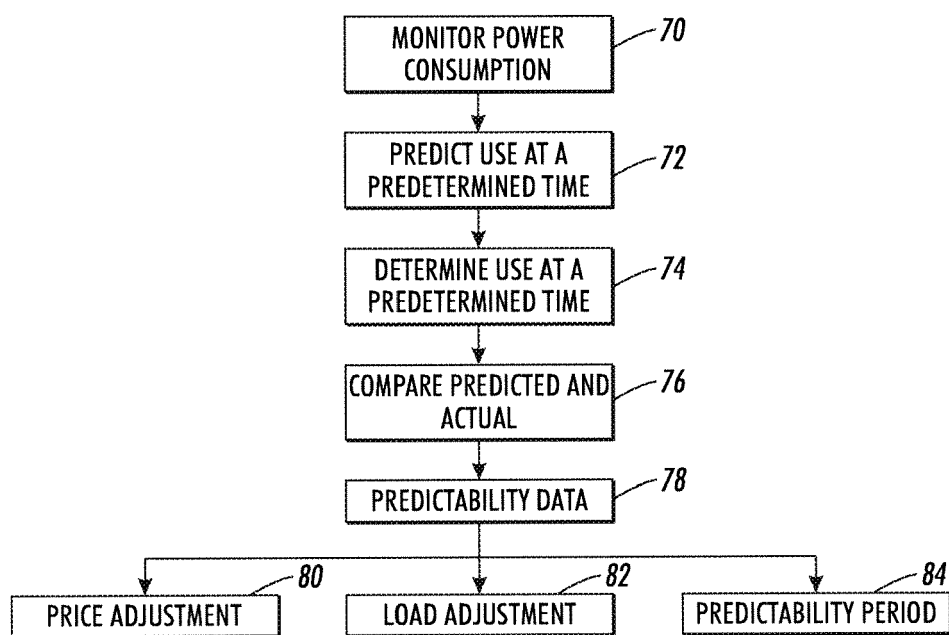 MONITOR POWER
CONSUMPTION
70
PREDICT USE AT A
PREDETERMINED TIME
72
DETERMINE USE AT A
PREDETERMINED TIME
74
COMPARE PREDICTED AND
ACTUAL
76
PREDICTABILITY DATA
78
PRICE ADJUSTMENT
80
LOAD ADJUSTMENT
82
PREDICTABILITY PERIOD
84